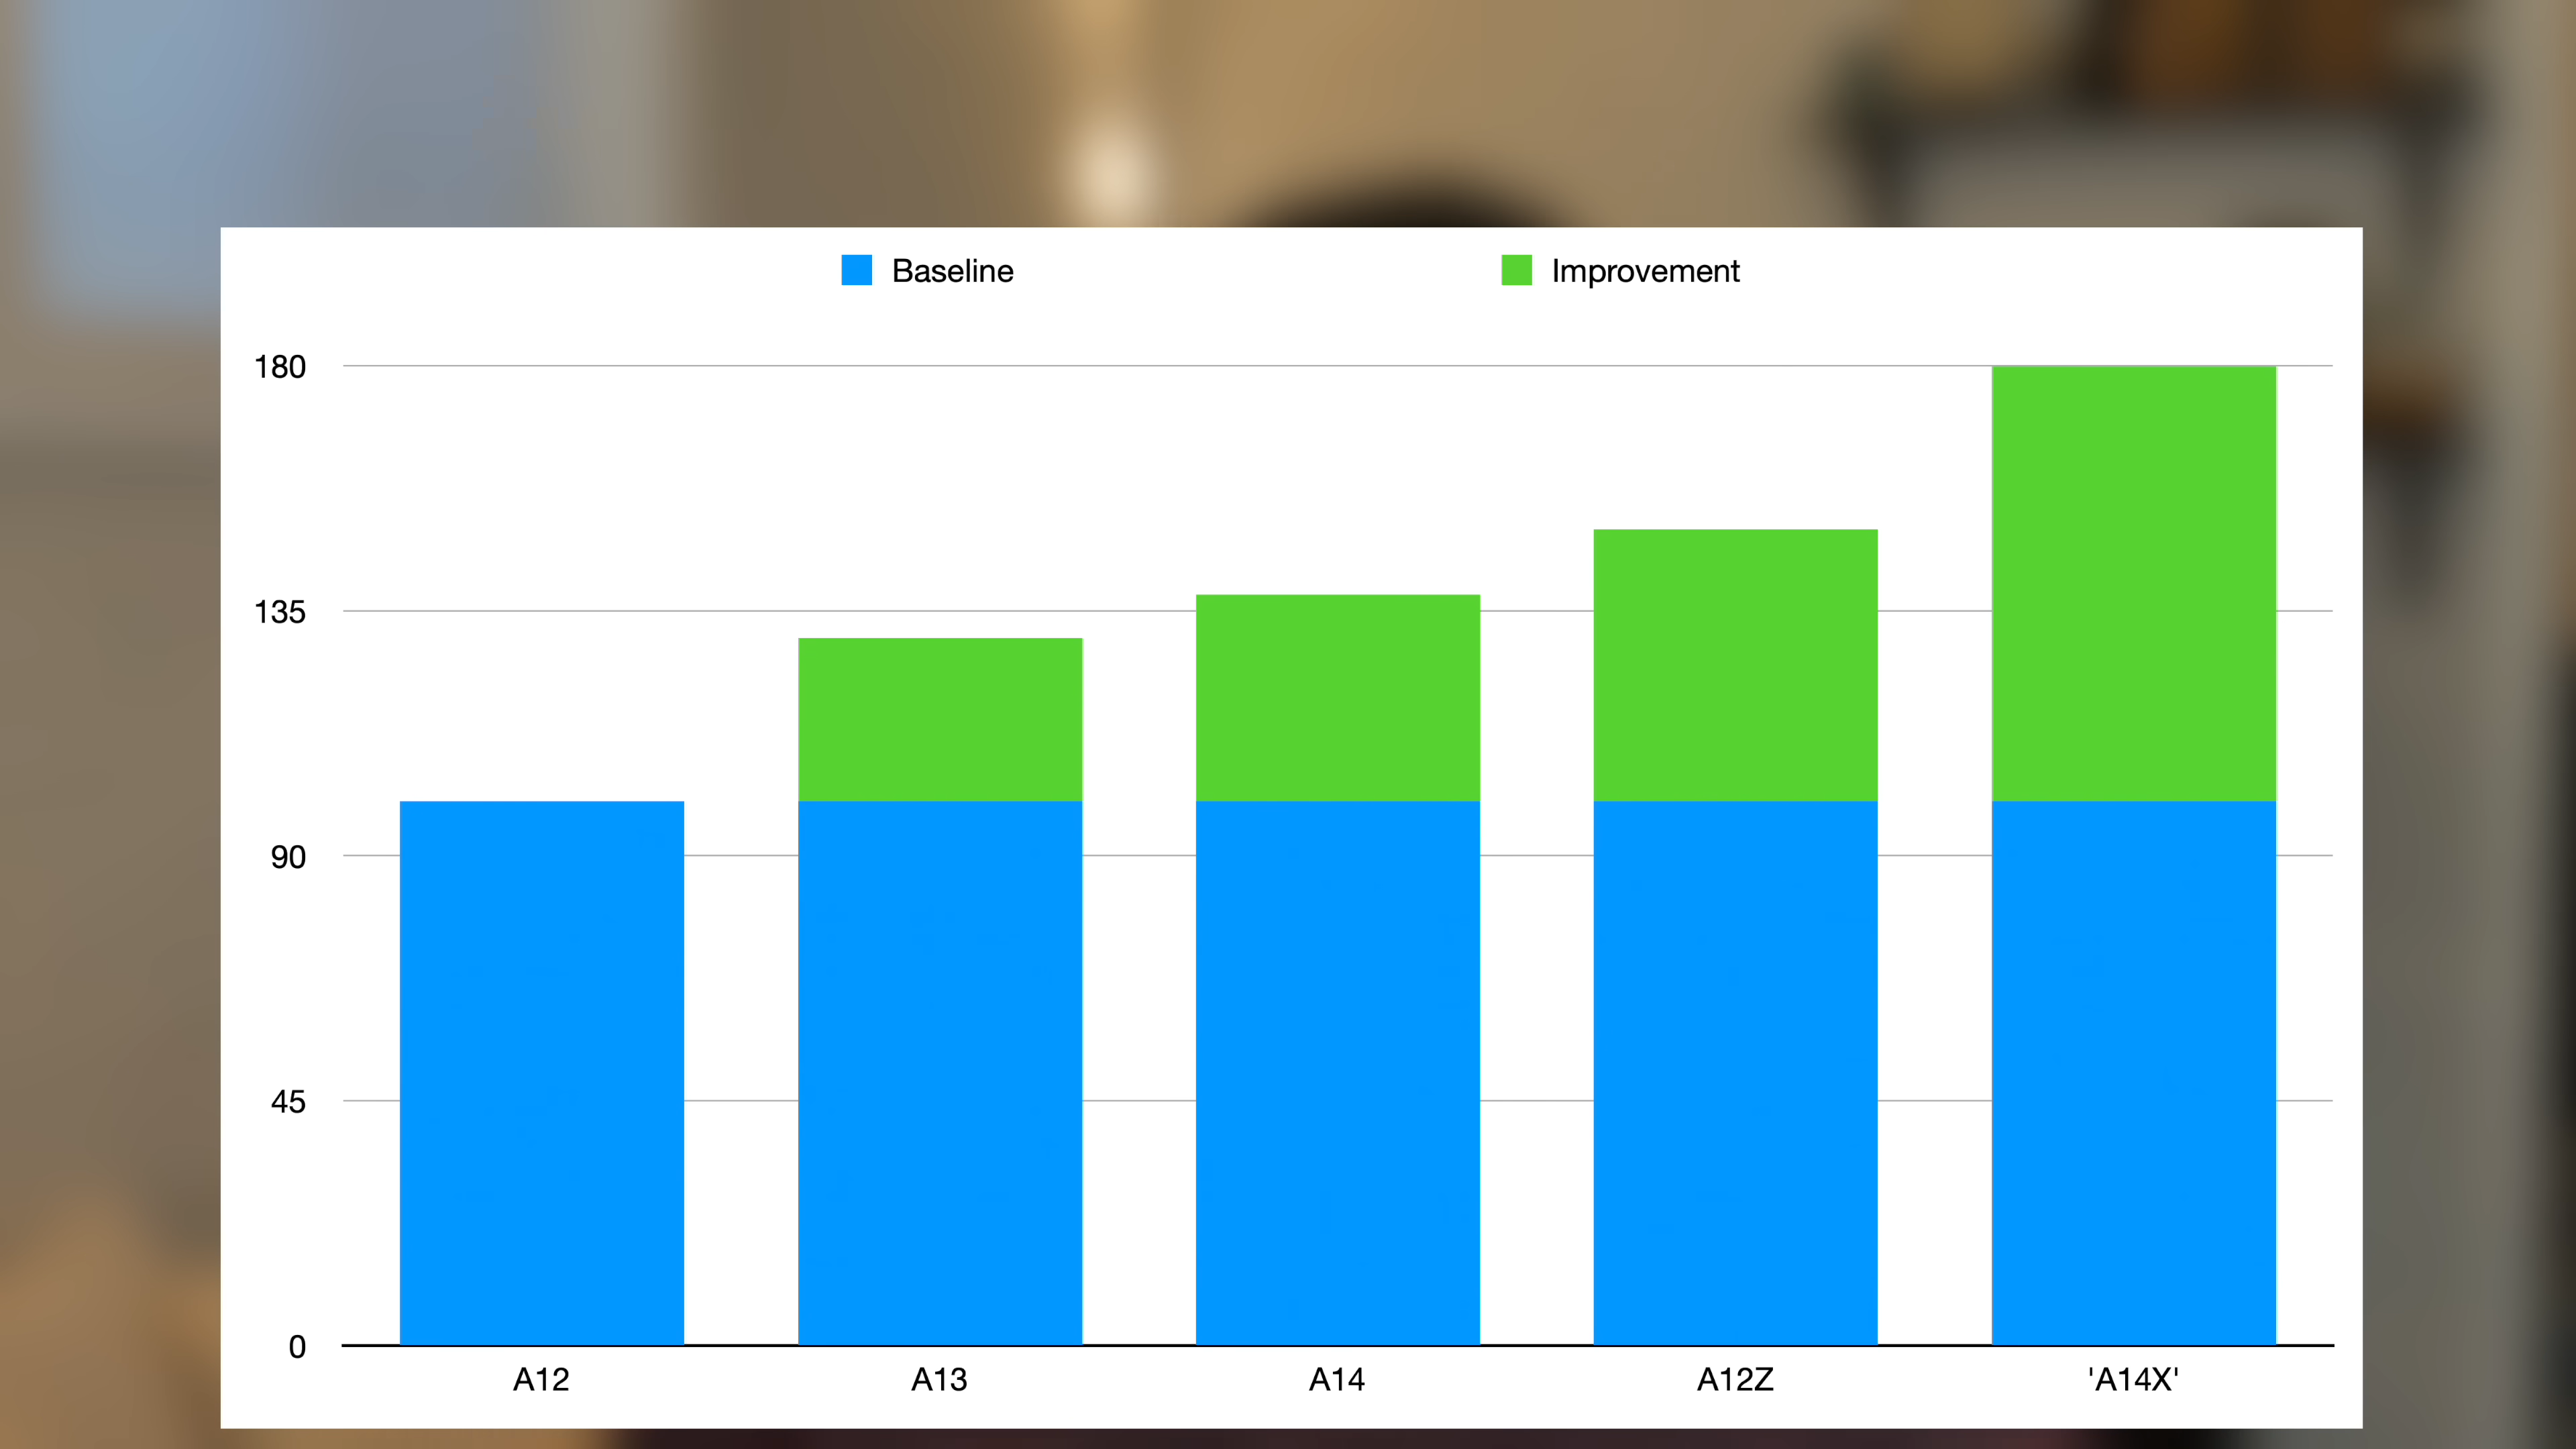 Baseline
Improvement
180
135
90
45
0
A12
A13
A14
A12Z
'A14X'